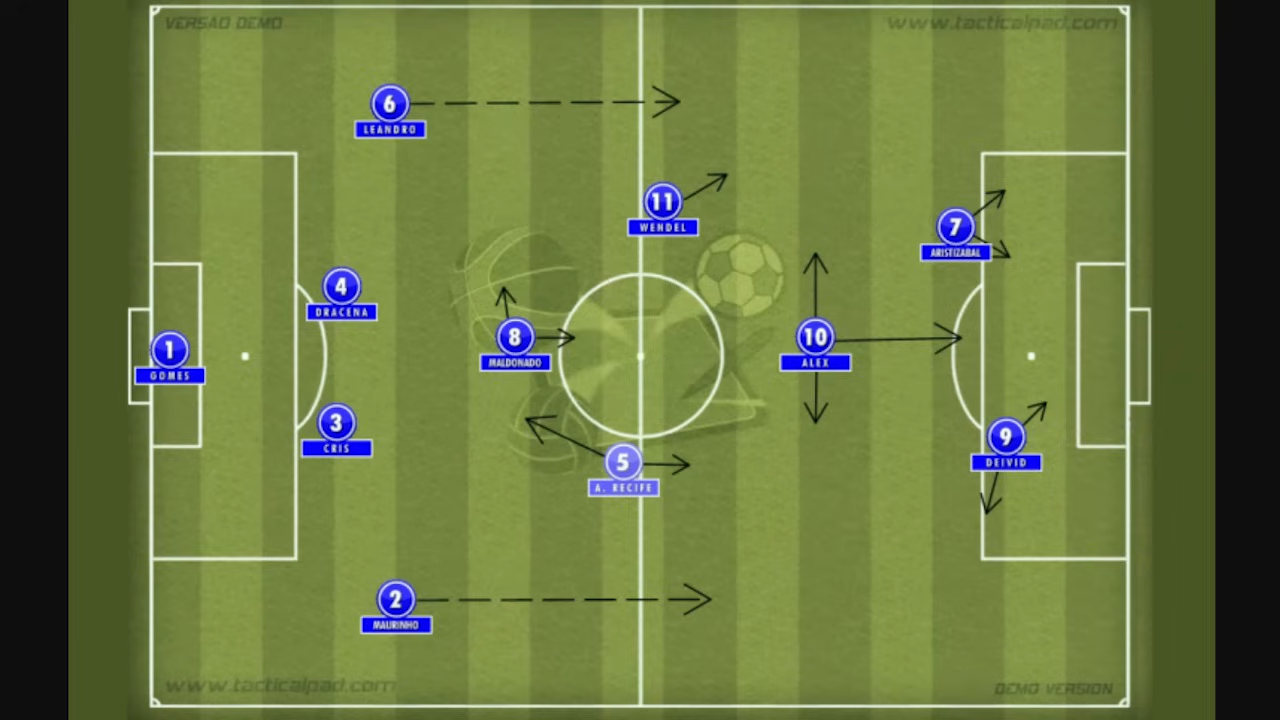 VERSÃO DEMO
www.tacticalpad.com
6
LEANDRO
11
WENDEL
7
ARISTIZABAL
4
DRACENA
8
MALDONADO
10
ALEX
1
GOMES
3
CRIS
9
DEIVID
5
A. RECIFE
2
MAURINHO
www.tacticalpad.com
DEMO VERSION